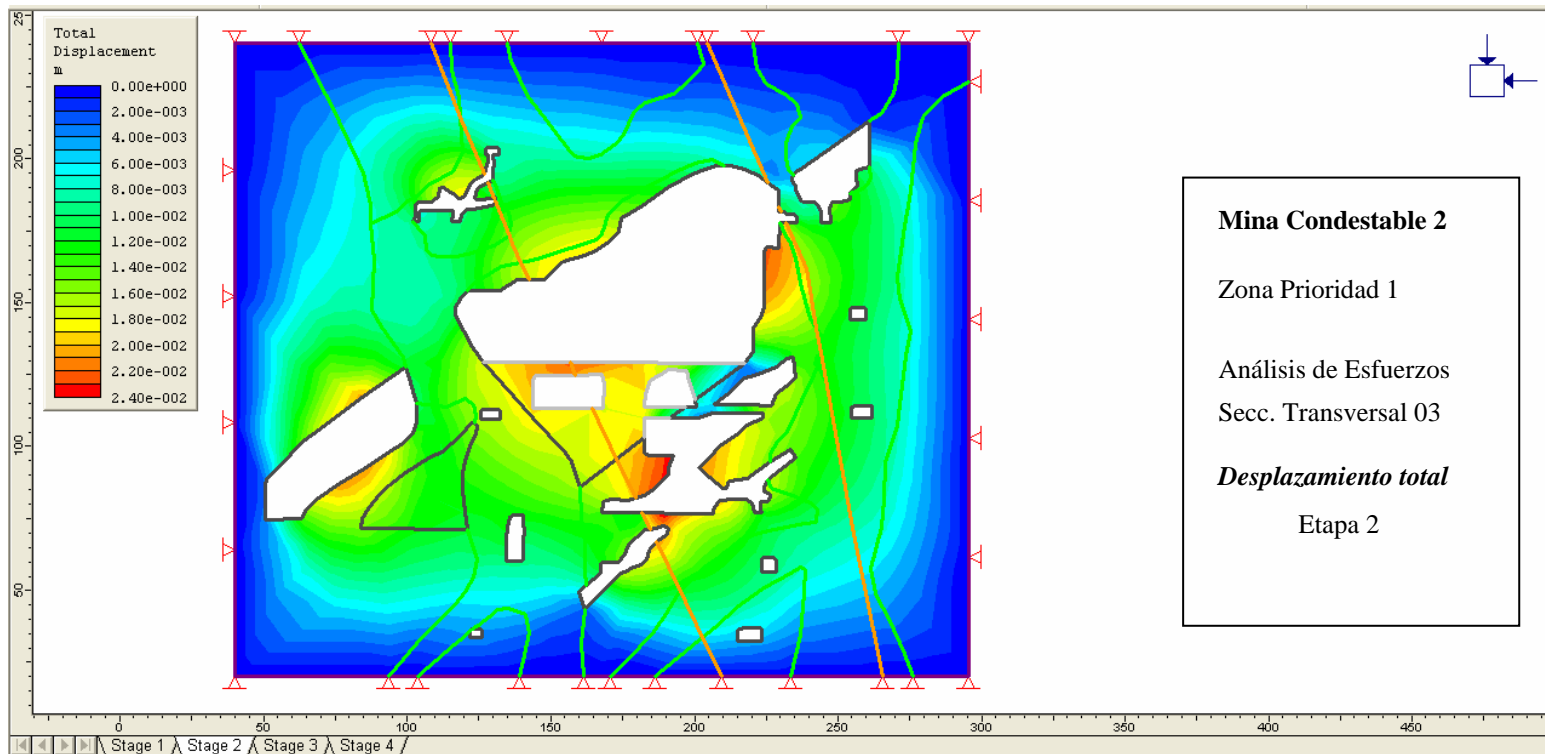 Total
Displacement
m
0.00e+000
2.00e-003
4.00e-003
6.00e-003
8.00e-003
1.00e-002
1.20e-002
1.40e-002
1.60e-002
1.80e-002
2.00e-002
2.20e-002
2.40e-002
25
200
150
100
50
0
50
100
150
200
250
300
350
400
450
Mina Condestable 2
Zona Prioridad 1
Análisis de Esfuerzos
Secc. Transversal 03
Desplazamiento total
Etapa 2
Stage 1 Stage 2 Stage 3 Stage 4